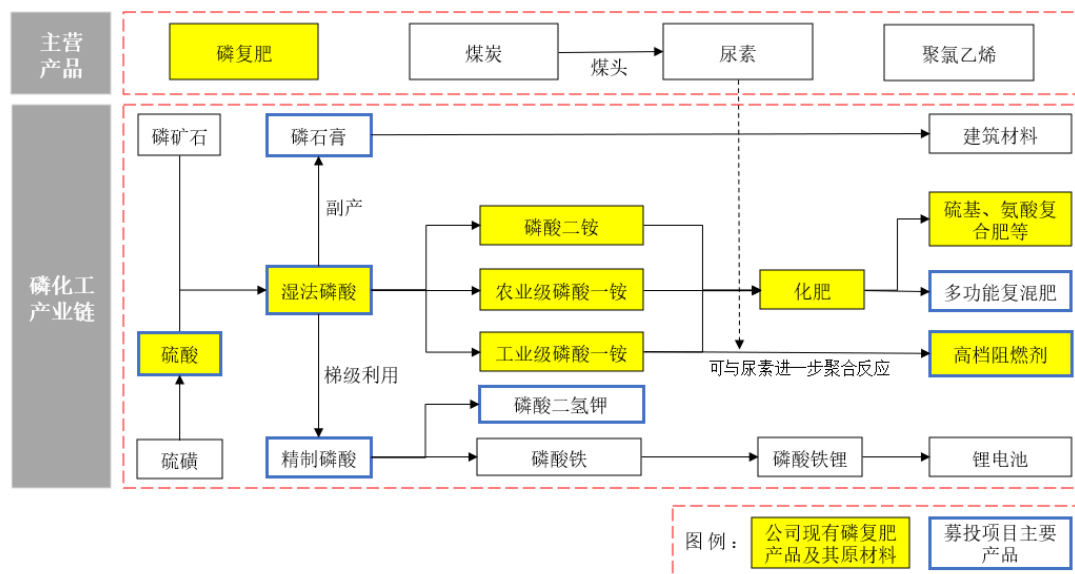 主营
产品
磷复肥
煤炭
煤头
尿素
聚氯乙烯
磷化工
产业链
磷矿石
磷石膏
建筑材料
副产
磷酸二铵
硫基、氨酸复
合肥等
湿法磷酸
农业级磷酸一铵
化肥
多功能复混肥
硫酸
工业级磷酸一铵
高档阻燃剂
可与尿素进一步聚合反应
梯级利用
磷酸二氢钾
硫磺
精制磷酸
磷酸铁
磷酸铁锂
锂电池
图例：
公司现有磷复肥
产品及其原材料
募投项目主要
产品